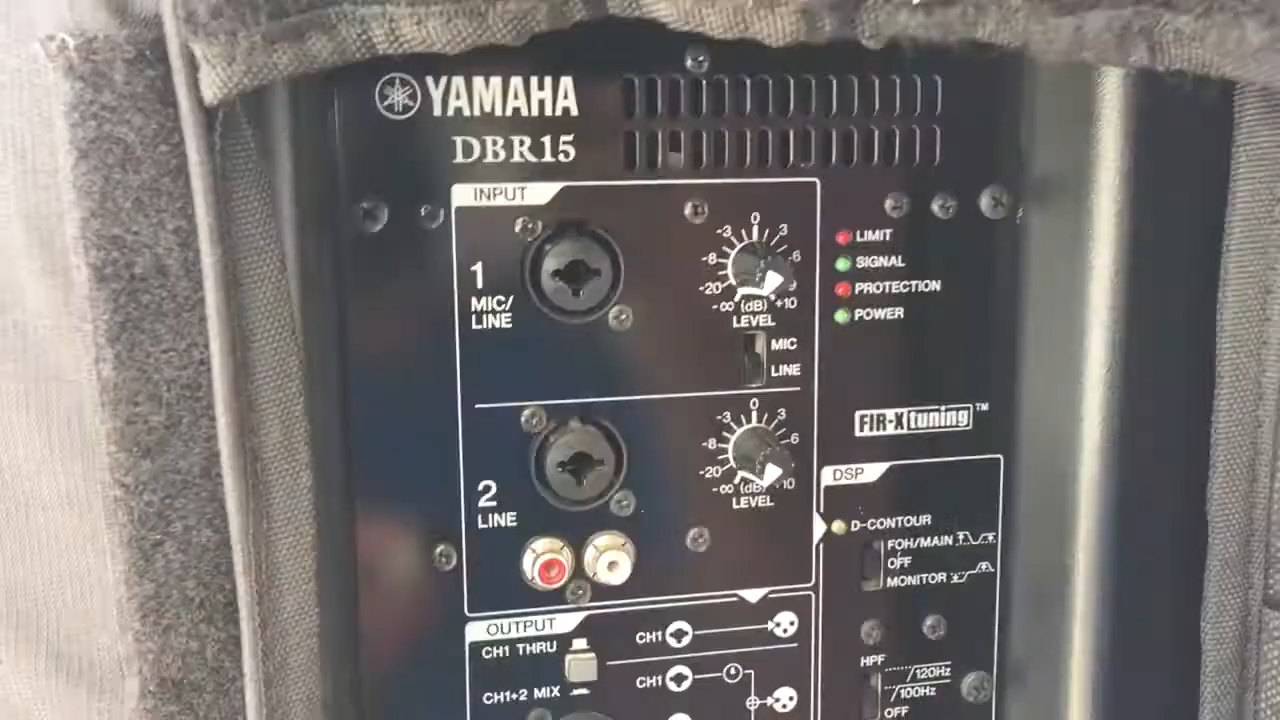 YAMAHA
DBR15
INPUT
1
MIC/
LINE
-3 0 3
-8 -6
-20 9
-∞ (dB) +10
LEVEL
MIC
LINE
LIMIT
SIGNAL
PROTECTION
POWER
FIR-X tuning™
2
LINE
-3 0 3
-8 6
-20
-∞ (dB) 10
LEVEL
DSP
D-CONTOUR
FOH/MAIN
OFF
MONITOR
HPF
/120Hz
/100Hz
OFF
OUTPUT
CH1 THRU
CH1
CH1+2 MIX
CH1